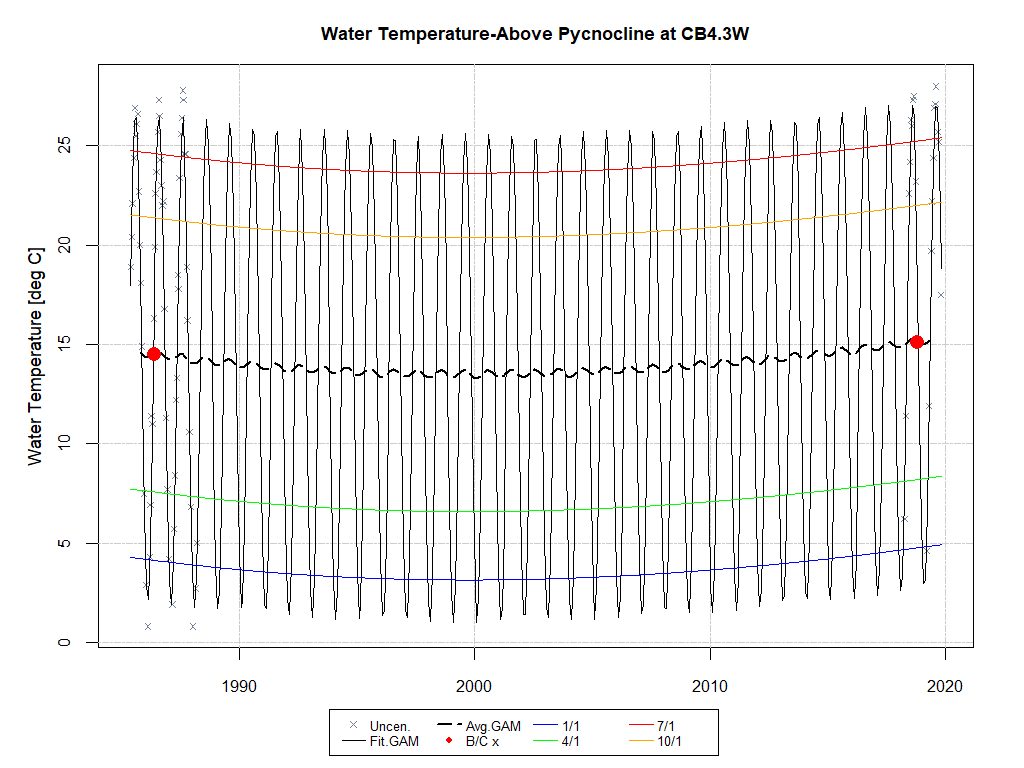 Water Temperature-Above Pycnocline at CB4.3W
Water Temperature [deg C]
25
20
15
10
5
0
1990 2000 2010 2020
Uncen. Avg.GAM 1/1 7/1
Fit.GAM B/C x 4/1 10/1